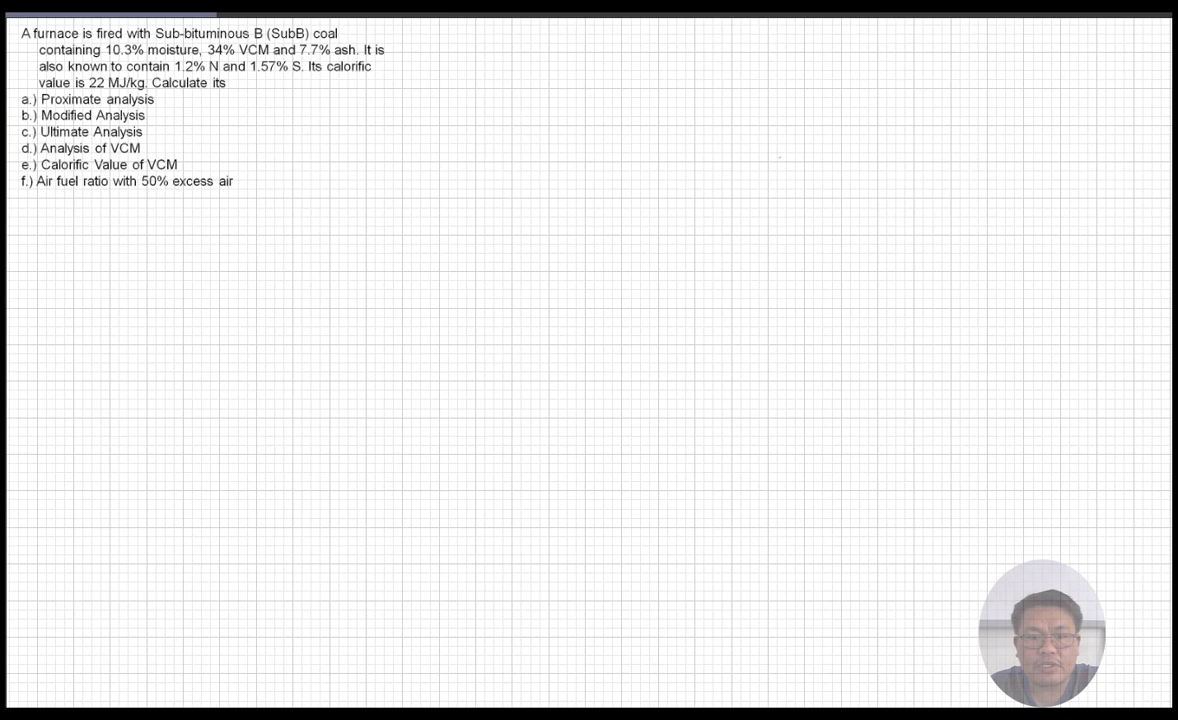 A furnace is fired with Sub-bituminous B (SubB) coal
containing 10.3% moisture, 34% VCM and 7.7% ash. It is
also known to contain 1.2% N and 1.57% S. Its calorific
value is 22 MJ/kg. Calculate its
a.) Proximate analysis
b.) Modified Analysis
c.) Ultimate Analysis
d.) Analysis of VCM
e.) Calorific Value of VCM
f.) Air fuel ratio with 50% excess air